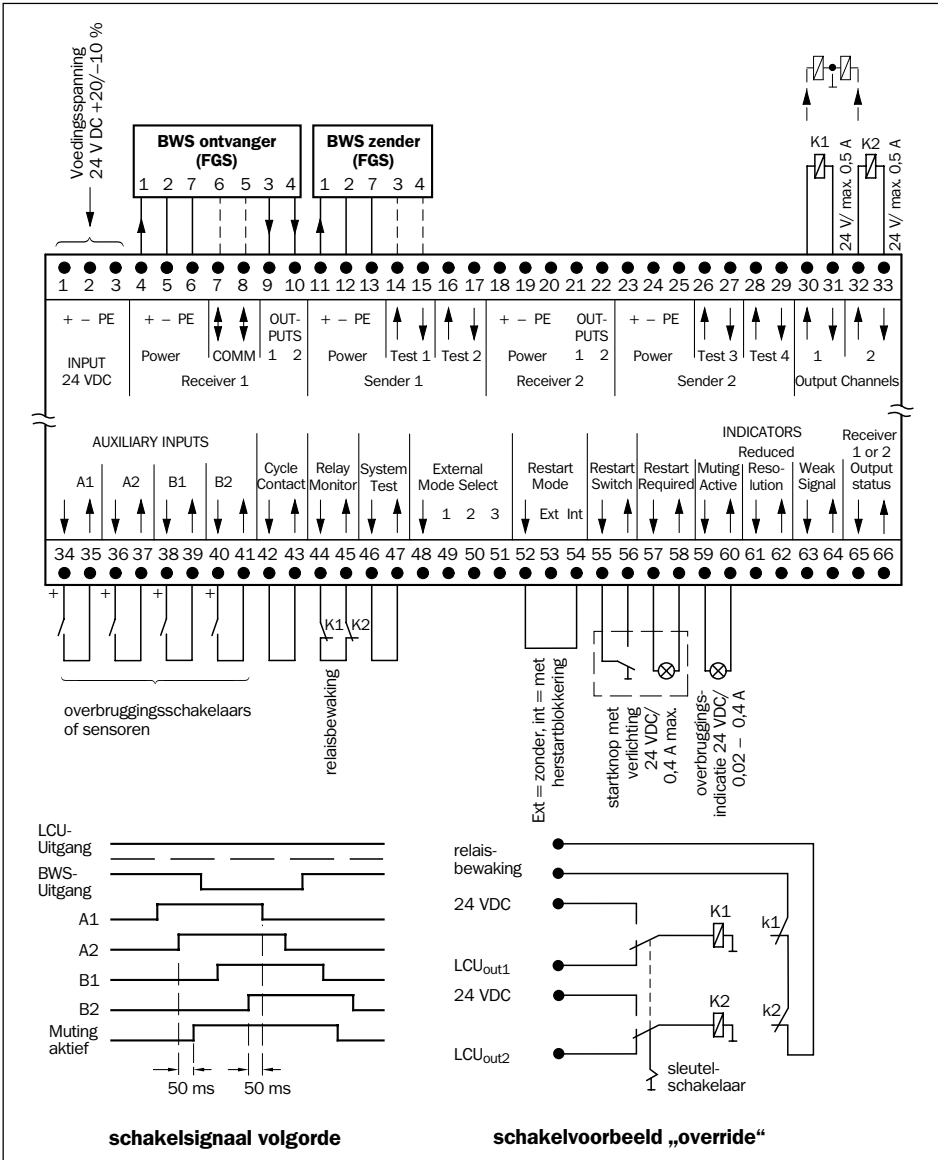 Voedingsspanning
24 V DC +20/−10 %
BWS ontvanger
(FGS)
1 2 7 6 5 3 4
BWS zender
(FGS)
1 2 7 3 4
K1
24 V/ max. 0,5 A
K2
24 V/ max. 0,5 A
1 2 3 4 5 6 7 8 9 10 11 12 13 14 15 16 17 18 19 20 21 22 23 24 25 26 27 28 29 30 31 32 33
+ − PE
INPUT
24 VDC
+ − PE
Power
COMM
OUT-
PUTS
1 2
Receiver 1
+ − PE
Power
Test 1
Test 2
Sender 1
+ − PE
Power
OUT-
PUTS
1 2
Receiver 2
+ − PE
Power
Test 3
Test 4
Sender 2
1
2
Output Channels
AUXILIARY INPUTS
A1
A2
B1
B2
Cycle
Contact
Relay
Monitor
System
Test
External
Mode Select
1 2 3
Restart
Mode
Ext Int
Restart
Switch
INDICATORS
Restart
Required
Muting
Active
Reduced
Reso-
lution
Weak
Signal
Receiver
1 or 2
Output
status
34 35 36 37 38 39 40 41 42 43 44 45 46 47 48 49 50 51 52 53 54 55 56 57 58 59 60 61 62 63 64 65 66
+ + + +
K1 K2
overbruggingsschakelaars
of sensoren
relaisbewaking
Ext = zonder, int = met
herstartblokkering
startknop met
verlichting
24 VDC/
0,4 A max.
overbruggings-
indicatie 24 VDC/
0,02 − 0,4 A
LCU-
Uitgang
BWS-
Uitgang
A1
A2
B1
B2
Muting
aktief
50 ms
50 ms
schakelsignaal volgorde
relais-
bewaking
24 VDC
K1
k1
LCUout1
24 VDC
K2
k2
LCUout2
sleutel-
schakelaar
schakelvoorbeeld „override“